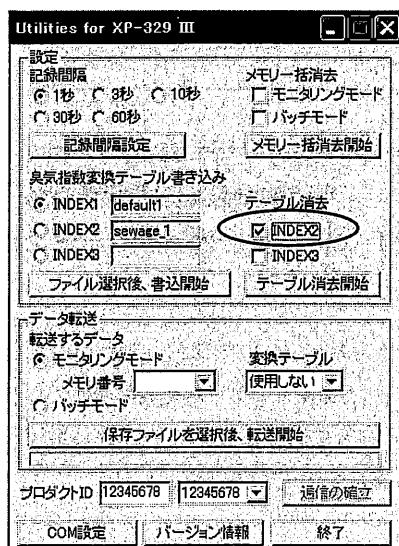 Utilities for XP-329 III
設定
記録間隔
1秒 3秒 10秒
30秒 60秒
記録間隔設定
メモリー括消去
モニタリングモード
バッチモード
メモリー括消去開始
臭気指数変換テーブル書き込み
INDEX1 default1
INDEX2 sewage_1
INDEX3
ファイル選択後、書込開始
テーブル消去
INDEX2
INDEX3
テーブル消去開始
データ転送
転送するデータ
モニタリングモード
メモリ番号
バッチモード
変換テーブル
使用しない
保存ファイルを選択後、転送開始
プロダクトID 12345678 12345678 通信の確立
COM設定 バージョン情報 終了